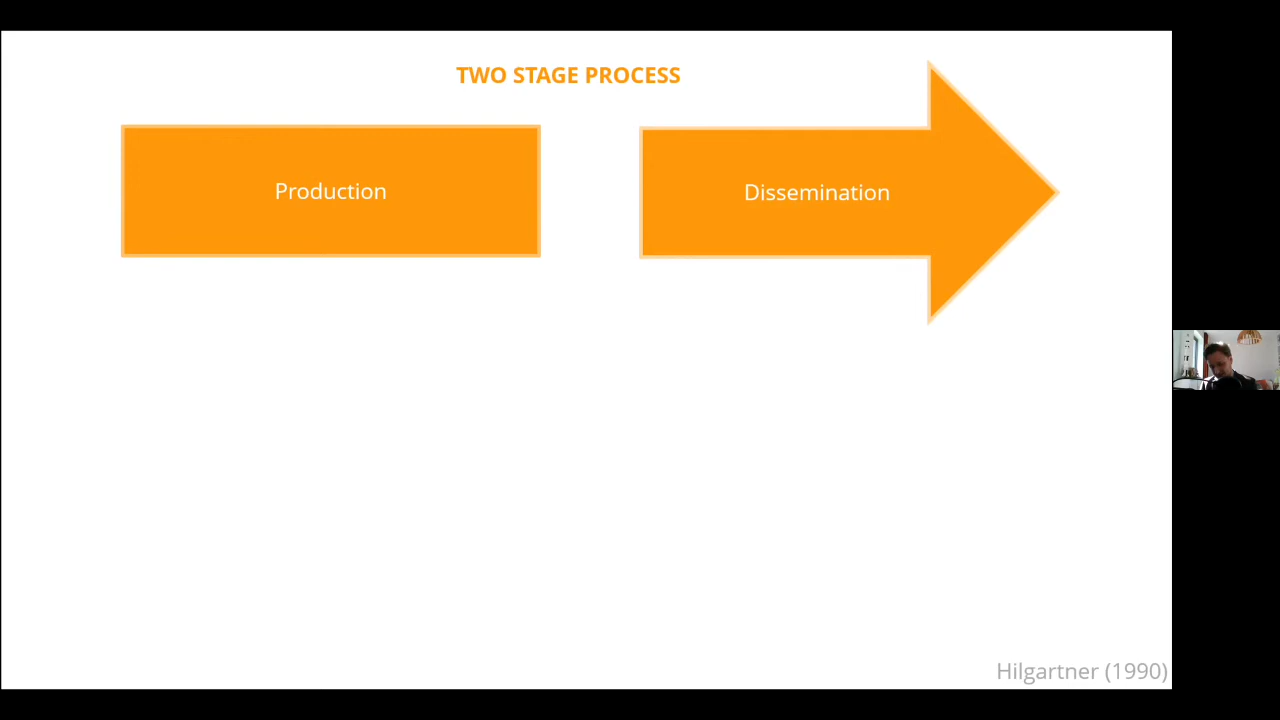 TWO STAGE PROCESS
Production
Dissemination
Hilgartner (1990)